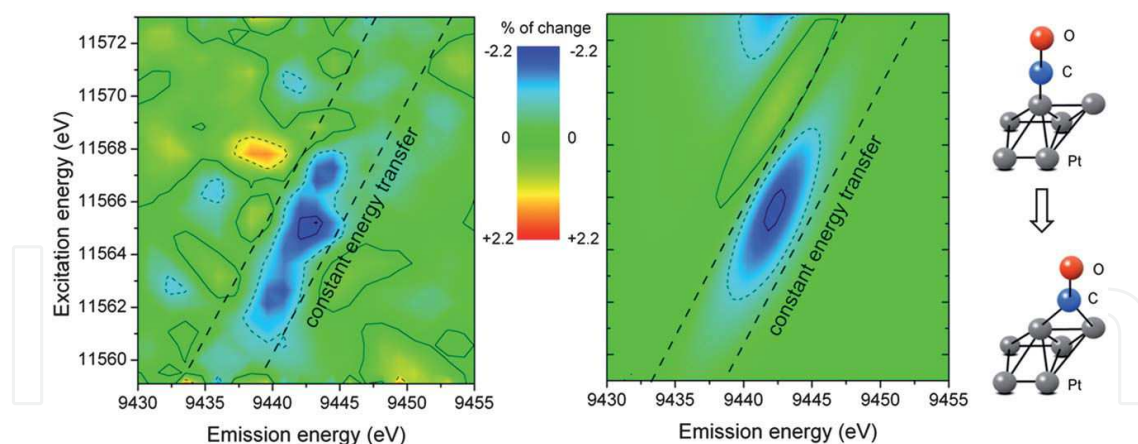 Excitation energy (eV)
11572
11570
11568
11566
11564
11562
11560
9430
9435
9440
9445
9450
9455
Emission energy (eV)
constant energy transfer
% of change
-2.2
-2.2
0
0
+2.2
+2.2
constant energy transfer
9430
9435
9440
9445
9450
9455
Emission energy (eV)
O
C
Pt
O
C
Pt